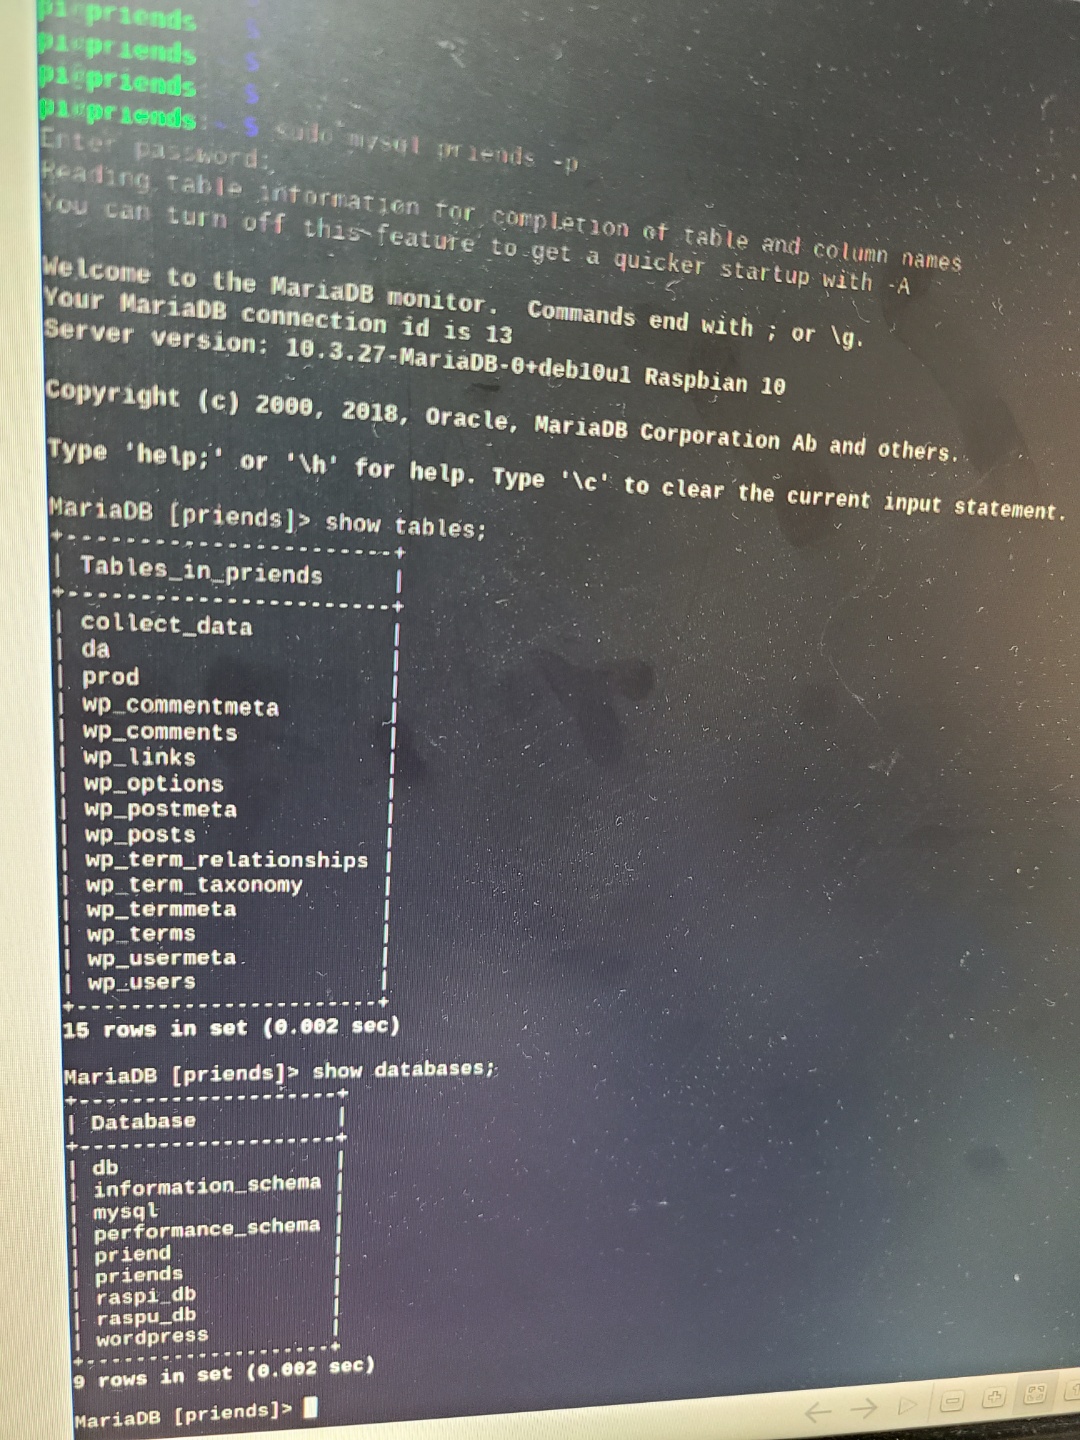 pi@priends $
pi@priends $
pi@priends $
pi@priends:~ $ sudo mysql priends -p
Enter password:
Reading table information for completion of table and column names
You can turn off this feature to get a quicker startup with -A
Welcome to the MariaDB monitor.  Commands end with ; or \g.
Your MariaDB connection id is 13
Server version: 10.3.27-MariaDB-0+deb10u1 Raspbian 10
Copyright (c) 2000, 2018, Oracle, MariaDB Corporation Ab and others.
Type 'help;' or '\h' for help. Type '\c' to clear the current input statement.
MariaDB [priends]> show tables;
+-----------------------+
| Tables_in_priends     |
+-----------------------+
| collect_data          |
| da                    |
| prod                  |
| wp_commentmeta        |
| wp_comments           |
| wp_links              |
| wp_options            |
| wp_postmeta           |
| wp_posts              |
| wp_term_relationships |
| wp_term_taxonomy      |
| wp_termmeta           |
| wp_terms              |
| wp_usermeta           |
| wp_users              |
+-----------------------+
15 rows in set (0.002 sec)
MariaDB [priends]> show databases;
+--------------------+
| Database           |
+--------------------+
| db                 |
| information_schema |
| mysql              |
| performance_schema |
| priend             |
| priends            |
| raspi_db           |
| raspu_db           |
| wordpress          |
+--------------------+
9 rows in set (0.002 sec)
MariaDB [priends]>